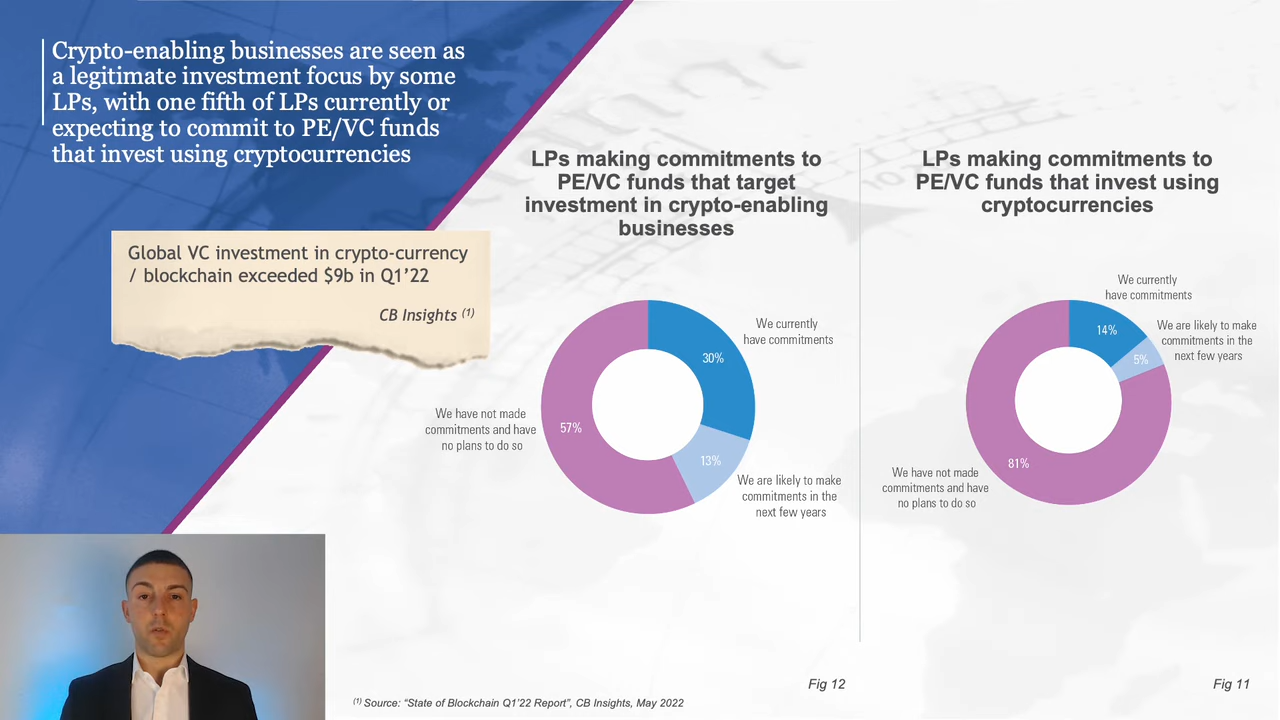 Crypto-enabling businesses are seen as
a legitimate investment focus by some
LPs, with one fifth of LPs currently or
expecting to commit to PE/VC funds
that invest using cryptocurrencies
Global VC investment in crypto-currency
/ blockchain exceeded $9b in Q1’22
CB Insights (1)
LPs making commitments to
PE/VC funds that target
investment in crypto-enabling
businesses
We currently
have commitments
30%
We have not made
commitments and have
no plans to do so
57%
13%
We are likely to make
commitments in the
next few years
Fig 12
LPs making commitments to
PE/VC funds that invest using
cryptocurrencies
We currently
have commitments
14%
We are likely to make
commitments in the
next few years
5%
We have not made
commitments and have
no plans to do so
81%
Fig 11
(1) Source: “State of Blockchain Q1’22 Report”, CB Insights, May 2022